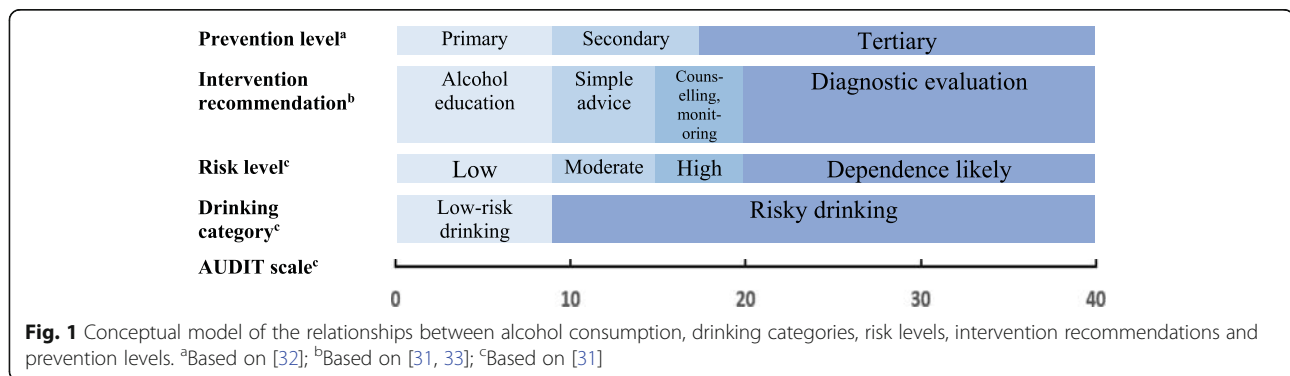 Prevention levelᵃ Primary Secondary Tertiary
Intervention recommendationᵇ
Alcohol education
Simple advice
Couns-
elling,
monit-
oring
Diagnostic evaluation
Risk levelᶜ Low Moderate High Dependence likely
Drinking categoryᶜ
Low-risk drinking
Risky drinking
AUDIT scaleᶜ
0 10 20 30 40
Fig. 1 Conceptual model of the relationships between alcohol consumption, drinking categories, risk levels, intervention recommendations and
prevention levels. ᵃBased on [32]; ᵇBased on [31, 33]; ᶜBased on [31]